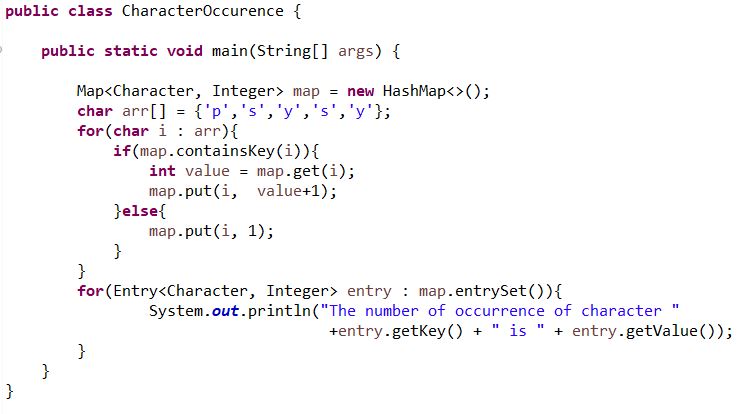 public class CharacterOccurence {
public static void main(String[] args) {
Map<Character, Integer> map = new HashMap<>();
char arr[] = {'p','s','y','s','y'};
for(char i : arr){
if(map.containsKey(i)){
int value = map.get(i);
map.put(i,  value+1);
}else{
map.put(i, 1);
}
}
for(Entry<Character, Integer> entry : map.entrySet()){
System.out.println("The number of occurrence of character "
+entry.getKey() + " is " + entry.getValue());
}
}
}